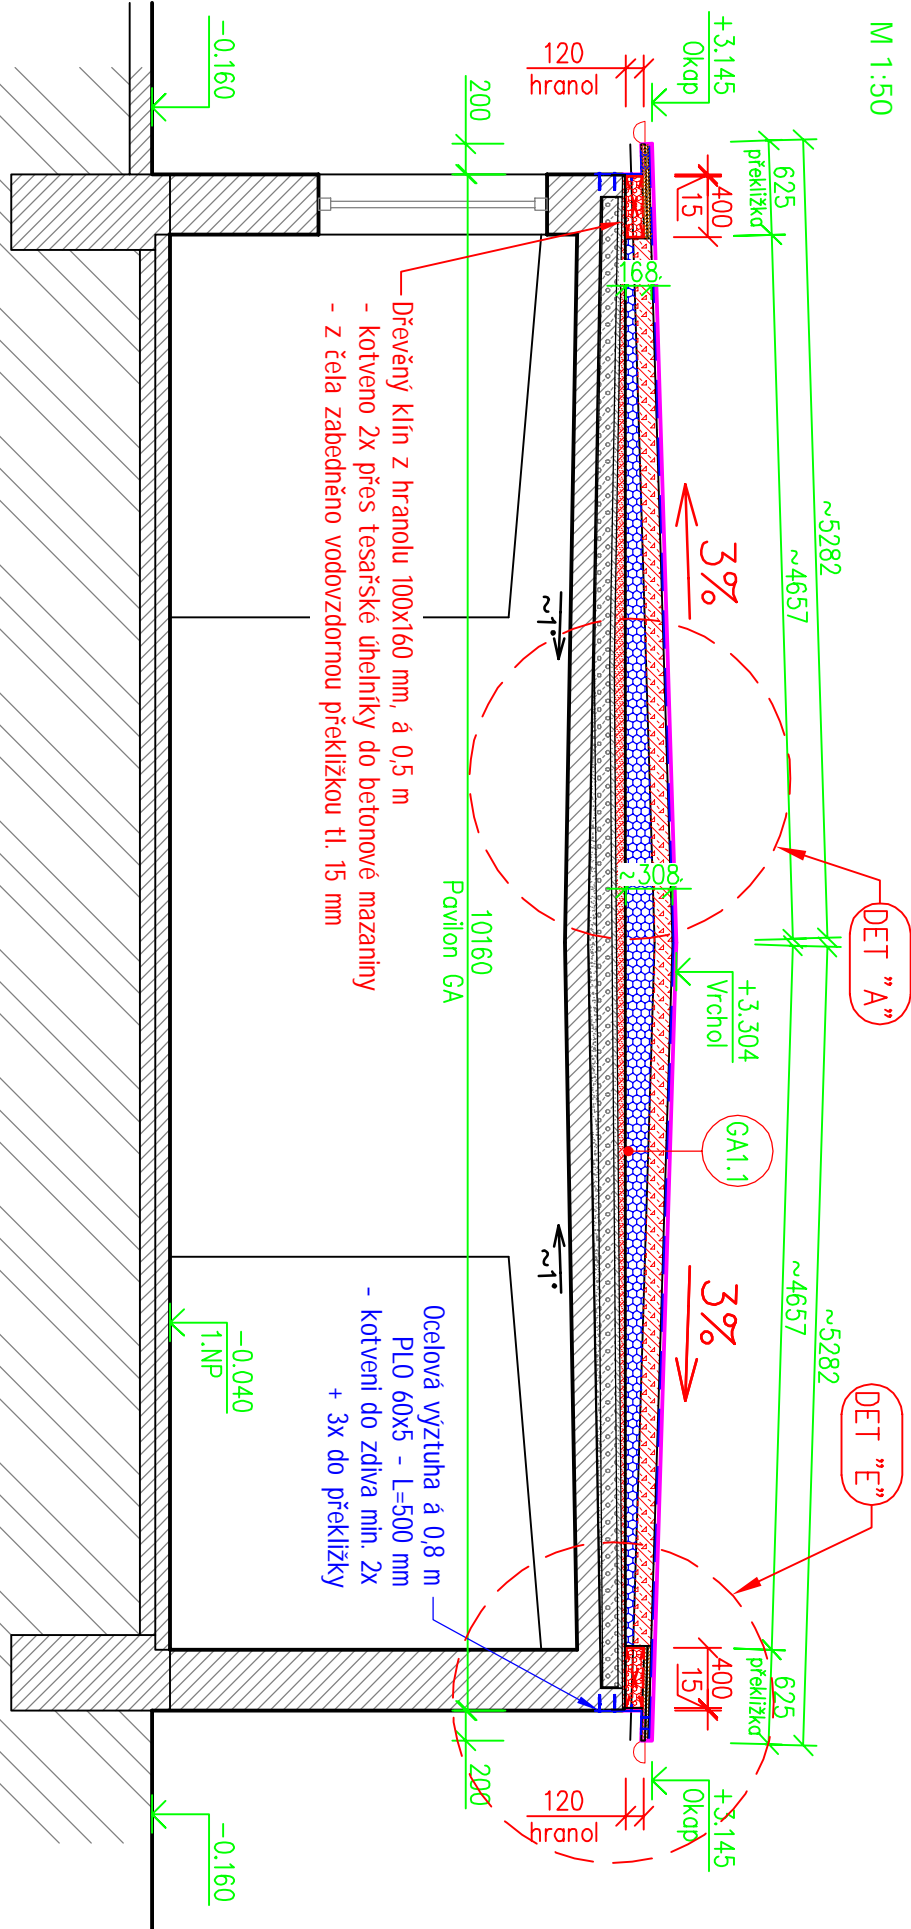 M 1:50
~5282
~5282
~4657
~4657
625
překližka
625
překližka
400
15
400
15
DET "A"
DET "E"
+3.145
Okap
+3.304
Vrchol
+3.145
Okap
3%
3%
GA1.1
120
hranol
120
hranol
168
~308
~1°
~1°
200
10160
Pavilon GA
200
Dřevěný klín z hranolu 100x160 mm, á 0,5 m
- kotveno 2x přes tesařské úhelníky do betonové mazaniny
- z čela zabedněno vodovzdornou překližkou tl. 15 mm
Ocelová výztuha á 0,8 m
PLO 60x5 - L=500 mm
- kotveni do zdiva min. 2x
+ 3x do překližky
-0.160
-0.040
1.NP
-0.160